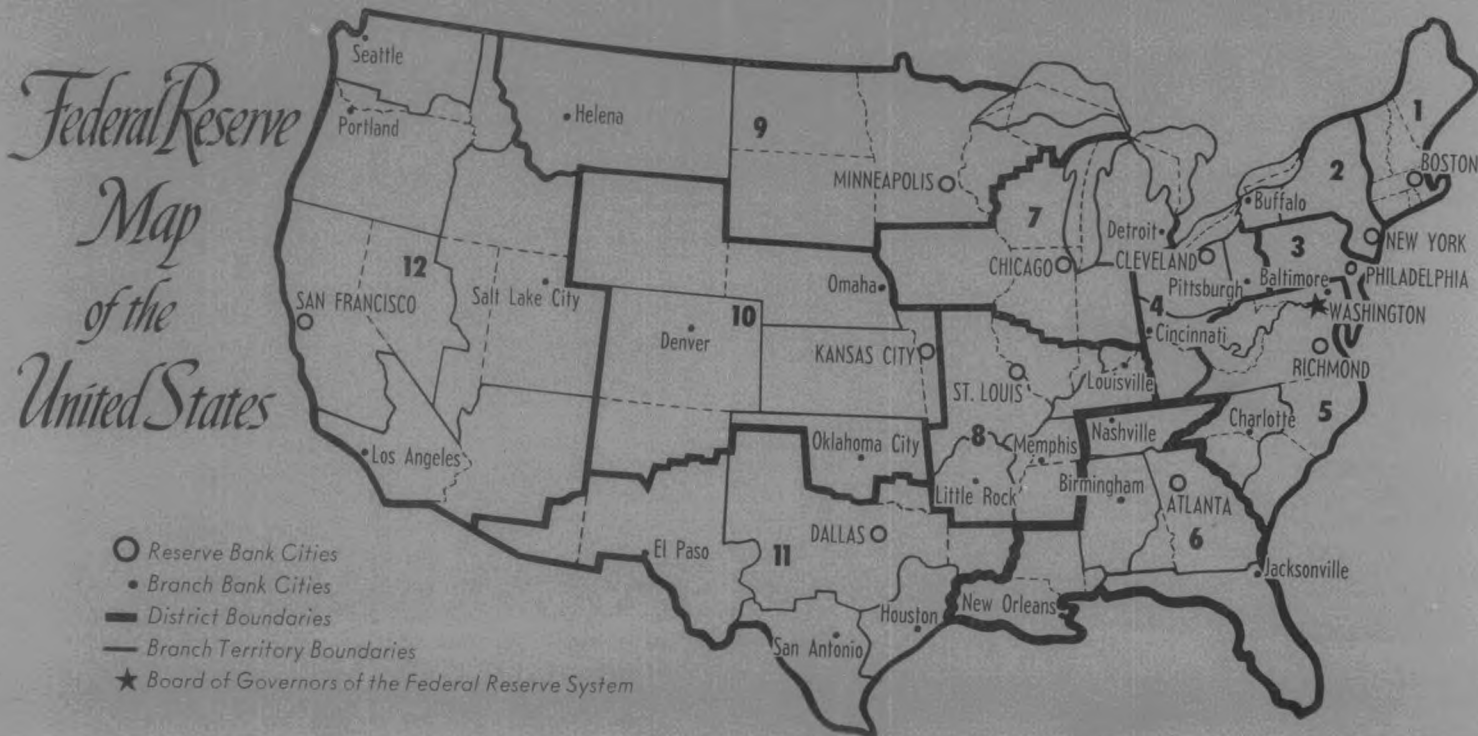 Federal Reserve
Map
of the
United States
Seattle
Portland
Helena
9
MINNEAPOLIS
1
BOSTON
2
Buffalo
NEW YORK
7
Detroit
CHICAGO
CLEVELAND
3
PHILADELPHIA
Pittsburgh
Baltimore
WASHINGTON
12
SAN FRANCISCO
Salt Lake City
Omaha
10
Denver
KANSAS CITY
4
Cincinnati
RICHMOND
ST. LOUIS
Louisville
5
Charlotte
Nashville
Los Angeles
Oklahoma City
8
Memphis
Little Rock
Birmingham
ATLANTA
6
DALLAS
El Paso
11
Jacksonville
Houston
New Orleans
San Antonio
Reserve Bank Cities
Branch Bank Cities
District Boundaries
Branch Territory Boundaries
Board of Governors of the Federal Reserve System